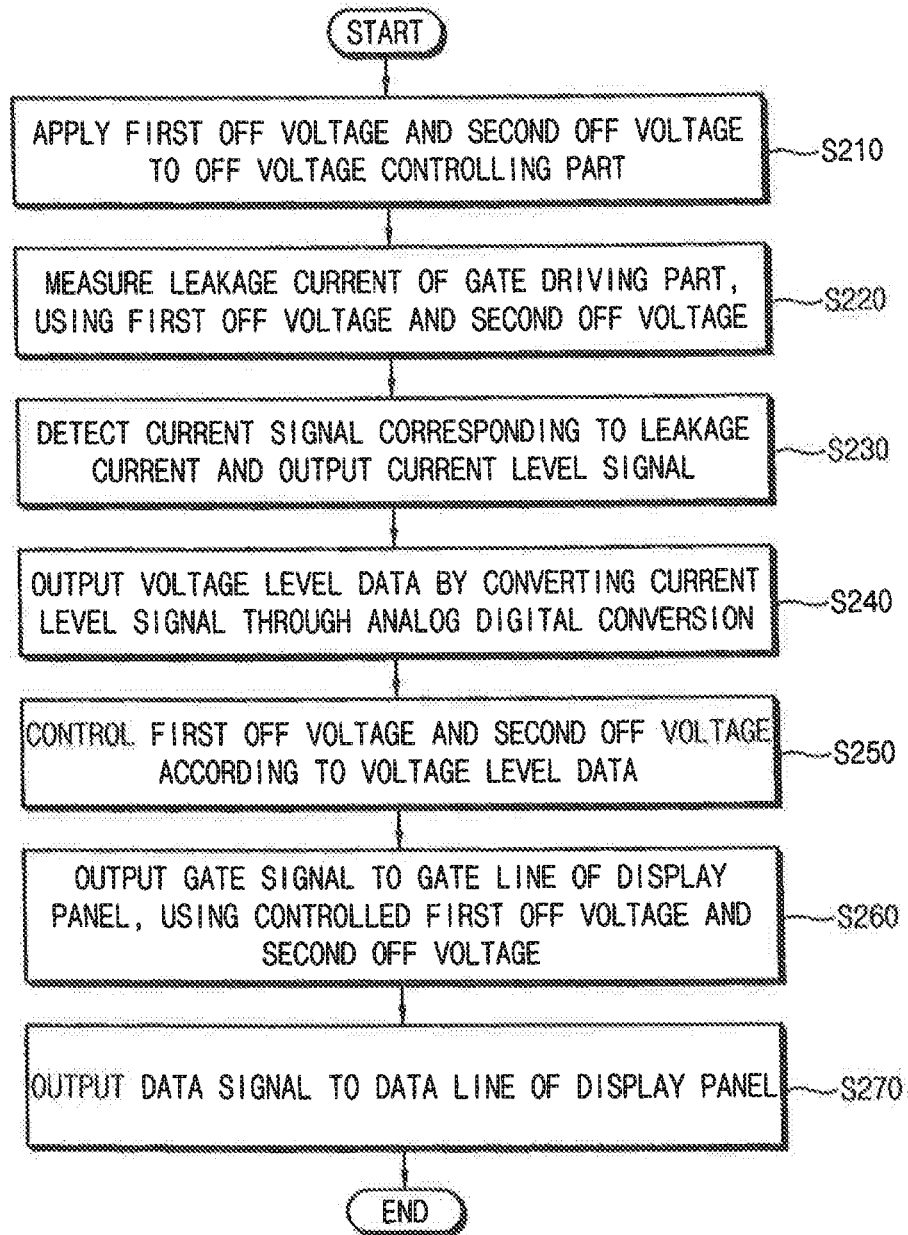 START
APPLY FIRST OFF VOLTAGE AND SECOND OFF VOLTAGE
TO OFF VOLTAGE CONTROLLING PART
S210
MEASURE LEAKAGE CURRENT OF GATE DRIVING PART,
USING FIRST OFF VOLTAGE AND SECOND OFF VOLTAGE
S220
DETECT CURRENT SIGNAL CORRESPONDING TO LEAKAGE
CURRENT AND OUTPUT CURRENT LEVEL SIGNAL
S230
OUTPUT VOLTAGE LEVEL DATA BY CONVERTING CURRENT
LEVEL SIGNAL THROUGH ANALOG DIGITAL CONVERSION
S240
CONTROL FIRST OFF VOLTAGE AND SECOND OFF VOLTAGE
ACCORDING TO VOLTAGE LEVEL DATA
S250
OUTPUT GATE SIGNAL TO GATE LINE OF DISPLAY
PANEL, USING CONTROLLED FIRST OFF VOLTAGE AND
SECOND OFF VOLTAGE
S260
OUTPUT DATA SIGNAL TO DATA LINE OF DISPLAY PANEL
S270
END